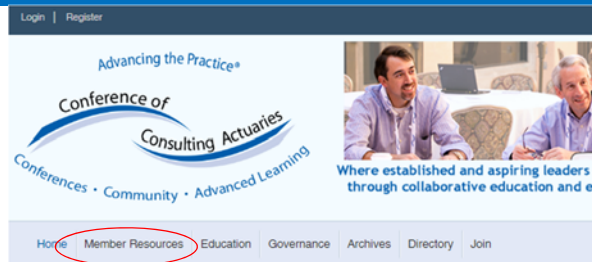 Login | Register
Advancing the Practice®
Conference of
Consulting Actuaries
Conferences • Community • Advanced Learning
Where established and aspiring leaders
through collaborative education and e
Home Member Resources Education Governance Archives Directory Join